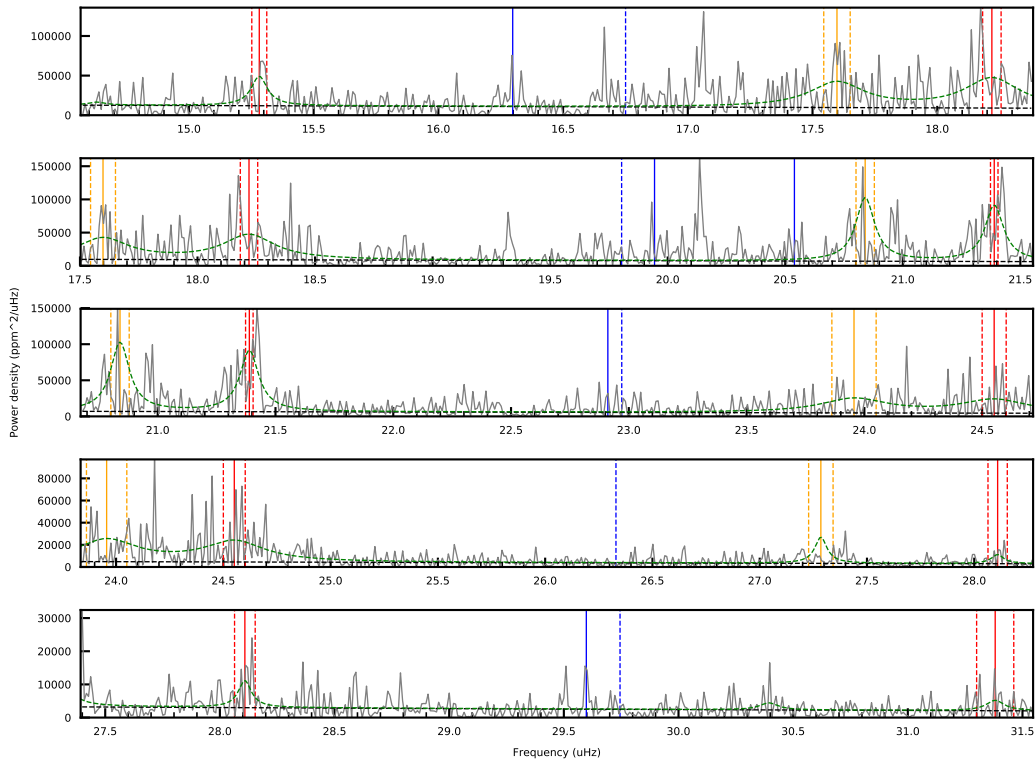 100000
50000
0
15.0 15.5 16.0 16.5 17.0 17.5 18.0
150000
100000
50000
0
17.5 18.0 18.5 19.0 19.5 20.0 20.5 21.0 21.5
150000
100000
50000
0
21.0 21.5 22.0 22.5 23.0 23.5 24.0 24.5
Power density (ppm^2/uHz)
80000
60000
40000
20000
0
24.0 24.5 25.0 25.5 26.0 26.5 27.0 27.5 28.0
30000
20000
10000
0
27.5 28.0 28.5 29.0 29.5 30.0 30.5 31.0 31.5
Frequency (uHz)